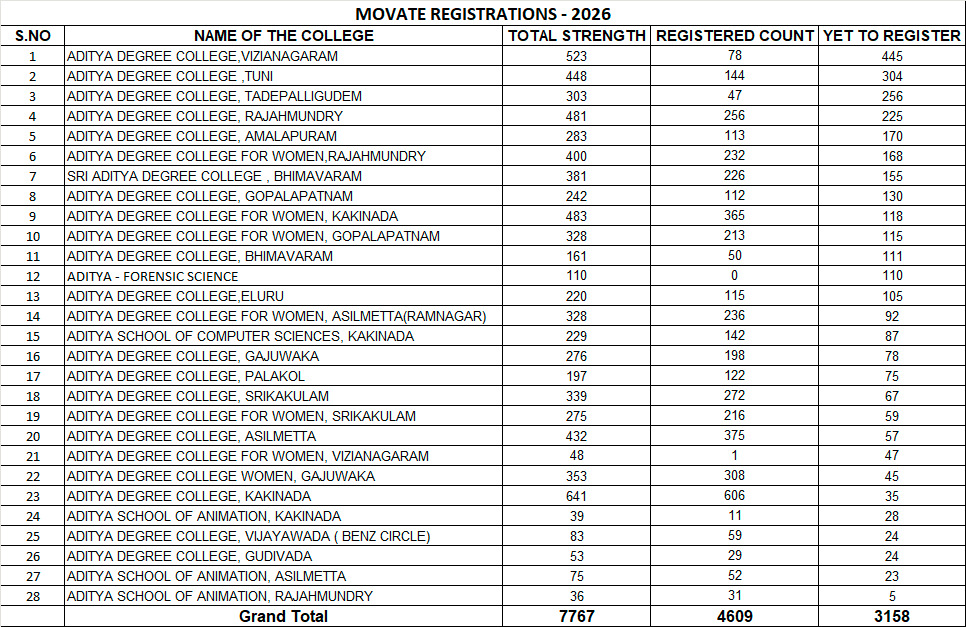 MOVATE REGISTRATIONS - 2026
S.NO NAME OF THE COLLEGE TOTAL STRENGTH REGISTERED COUNT YET TO REGISTER
1 ADITYA DEGREE COLLEGE,VIZIANAGARAM 523 78 445
2 ADITYA DEGREE COLLEGE ,TUNI 448 144 304
3 ADITYA DEGREE COLLEGE, TADEPALLIGUDEM 303 47 256
4 ADITYA DEGREE COLLEGE, RAJAHMUNDRY 481 256 225
5 ADITYA DEGREE COLLEGE, AMALAPURAM 283 113 170
6 ADITYA DEGREE COLLEGE FOR WOMEN,RAJAHMUNDRY 400 232 168
7 SRI ADITYA DEGREE COLLEGE , BHIMAVARAM 381 226 155
8 ADITYA DEGREE COLLEGE, GOPALAPATNAM 242 112 130
9 ADITYA DEGREE COLLEGE FOR WOMEN, KAKINADA 483 365 118
10 ADITYA DEGREE COLLEGE FOR WOMEN, GOPALAPATNAM 328 213 115
11 ADITYA DEGREE COLLEGE, BHIMAVARAM 161 50 111
12 ADITYA - FORENSIC SCIENCE 110 0 110
13 ADITYA DEGREE COLLEGE,ELURU 220 115 105
14 ADITYA DEGREE COLLEGE FOR WOMEN, ASILMETTA(RAMNAGAR) 328 236 92
15 ADITYA SCHOOL OF COMPUTER SCIENCES, KAKINADA 229 142 87
16 ADITYA DEGREE COLLEGE, GAJUWAKA 276 198 78
17 ADITYA DEGREE COLLEGE, PALAKOL 197 122 75
18 ADITYA DEGREE COLLEGE, SRIKAKULAM 339 272 67
19 ADITYA DEGREE COLLEGE FOR WOMEN, SRIKAKULAM 275 216 59
20 ADITYA DEGREE COLLEGE, ASILMETTA 432 375 57
21 ADITYA DEGREE COLLEGE FOR WOMEN, VIZIANAGARAM 48 1 47
22 ADITYA DEGREE COLLEGE WOMEN, GAJUWAKA 353 308 45
23 ADITYA DEGREE COLLEGE, KAKINADA 641 606 35
24 ADITYA SCHOOL OF ANIMATION, KAKINADA 39 11 28
25 ADITYA DEGREE COLLEGE, VIJAYAWADA ( BENZ CIRCLE) 83 59 24
26 ADITYA DEGREE COLLEGE, GUDIVADA 53 29 24
27 ADITYA SCHOOL OF ANIMATION, ASILMETTA 75 52 23
28 ADITYA SCHOOL OF ANIMATION, RAJAHMUNDRY 36 31 5
Grand Total 7767 4609 3158